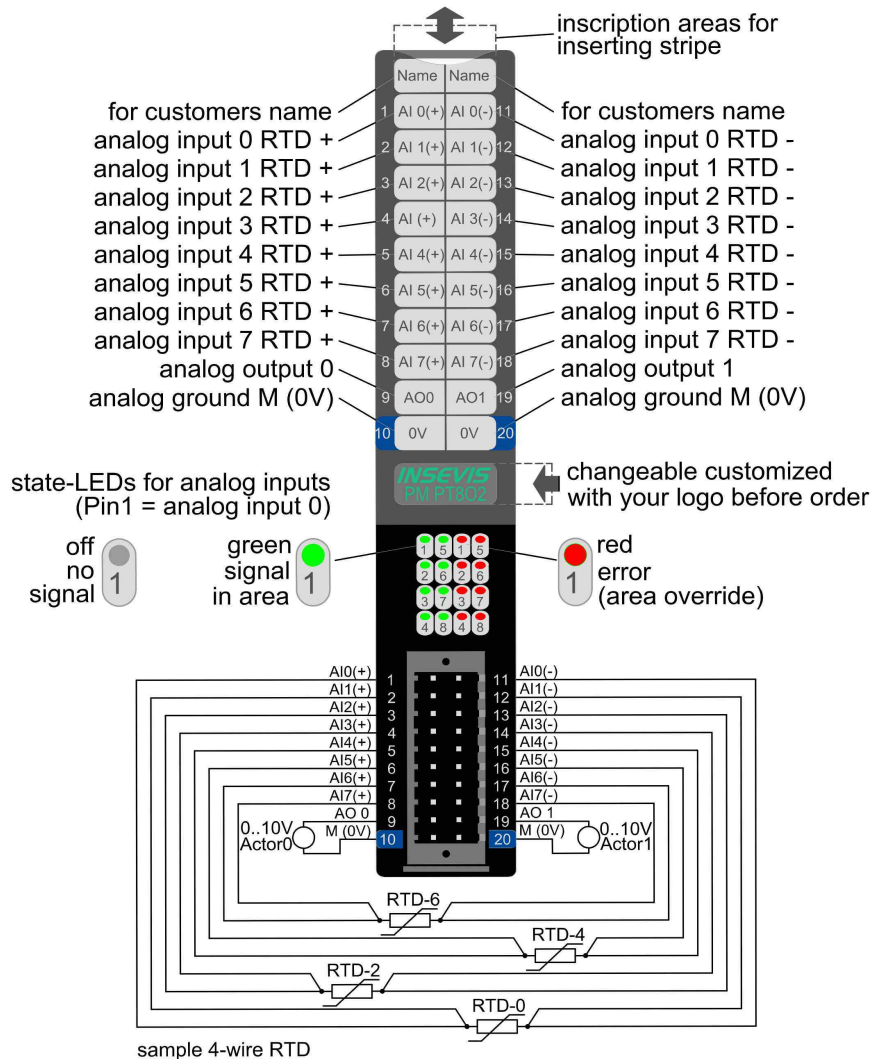 inscription areas for
inserting stripe
Name Name
for customers name 1 AI 0(+) AI 0(-) 11 for customers name
analog input 0 RTD + 2 AI 1(+) AI 1(-) 12 analog input 0 RTD -
analog input 1 RTD + 3 AI 2(+) AI 2(-) 13 analog input 1 RTD -
analog input 2 RTD + 4 AI (+) AI 3(-) 14 analog input 2 RTD -
analog input 3 RTD + analog input 3 RTD -
analog input 4 RTD + 5 AI 4(+) AI 4(-) 15 analog input 4 RTD -
analog input 5 RTD + 6 AI 5(+) AI 5(-) 16 analog input 5 RTD -
analog input 6 RTD + 7 AI 6(+) AI 6(-) 17 analog input 6 RTD -
analog input 7 RTD + 8 AI 7(+) AI 7(-) 18 analog input 7 RTD -
analog output 0 analog output 1
analog ground M (0V) 9 AO0 AO1 19 analog ground M (0V)
10 0V 0V 20
INSEVIS
PM PT8O2
changeable customized
with your logo before order
state-LEDs for analog inputs
(Pin1 = analog input 0)
off
no
signal
1
green
signal
in area
1
1 5 1 5
2 6 2 6
3 7 3 7
4 8 4 8
1
red
error
(area override)
AI0(+) 1 11 AI0(-)
AI1(+) 2 12 AI1(-)
AI2(+) 3 13 AI2(-)
AI3(+) 4 14 AI3(-)
AI4(+) 5 15 AI4(-)
AI5(+) 6 16 AI5(-)
AI6(+) 7 17 AI6(-)
AI7(+) 8 18 AI7(-)
AO 0 9 19 AO 1
M (0V) 10 20 M (0V)
0..10V
Actor0
0..10V
Actor1
RTD-6
RTD-4
RTD-2
RTD-0
sample 4-wire RTD